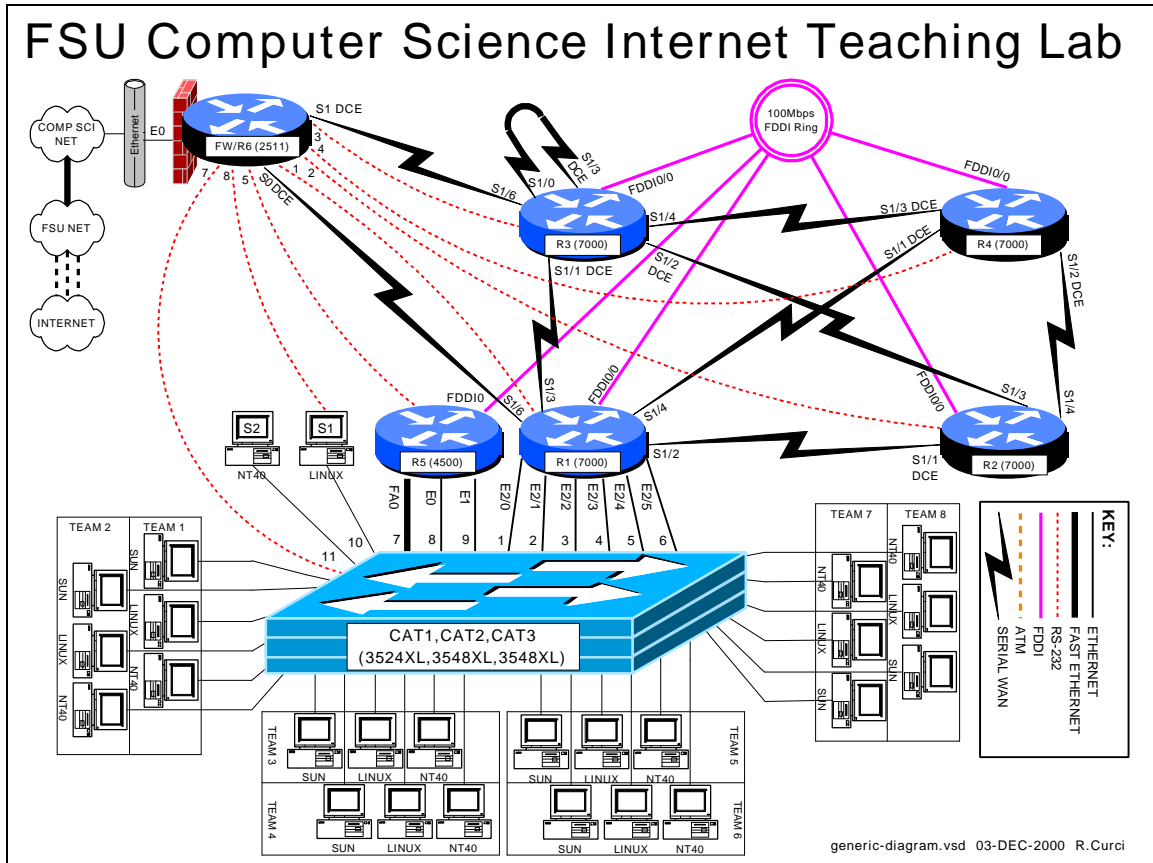 FSU Computer Science Internet Teaching Lab
COMP SCI
NET
Ethernet
E0
FW/R6 (2511)
S1 DCE
3
4
1
2
7
8
5
S0 DCE
FSU NET
INTERNET
100Mbps
FDDI Ring
S1/6
S1/0
S1/3
DCE
FDDI0/0
R3 (7000)
S1/4
S1/2
DCE
S1/1 DCE
FDDI0/0
S1/3 DCE
S1/1 DCE
R4 (7000)
S1/2 DCE
S1/3
S1/4
FDDI0/0
S1/1
DCE
R2 (7000)
FDDI0
R5 (4500)
S1/6
S1/3
FDDI0/0
S1/4
S1/2
R1 (7000)
S2
NT40
S1
LINUX
FA0
E0
E1
E2/0
E2/1
E2/2
E2/3
E2/4
E2/5
11
10
7
8
9
1
2
3
4
5
6
CAT1,CAT2,CAT3
(3524XL,3548XL,3548XL)
TEAM 2
SUN
LINUX
NT40
TEAM 1
SUN
LINUX
NT40
TEAM 7
NT40
LINUX
SUN
TEAM 8
NT40
SUN
TEAM 3
SUN
LINUX
NT40
TEAM 4
SUN
LINUX
NT40
TEAM 5
SUN
LINUX
NT40
TEAM 6
SUN
LINUX
NT40
KEY:
ETHERNET
FAST ETHERNET
RS-232
FDDI
ATM
SERIAL WAN
generic-diagram.vsd 03-DEC-2000 R.Curci